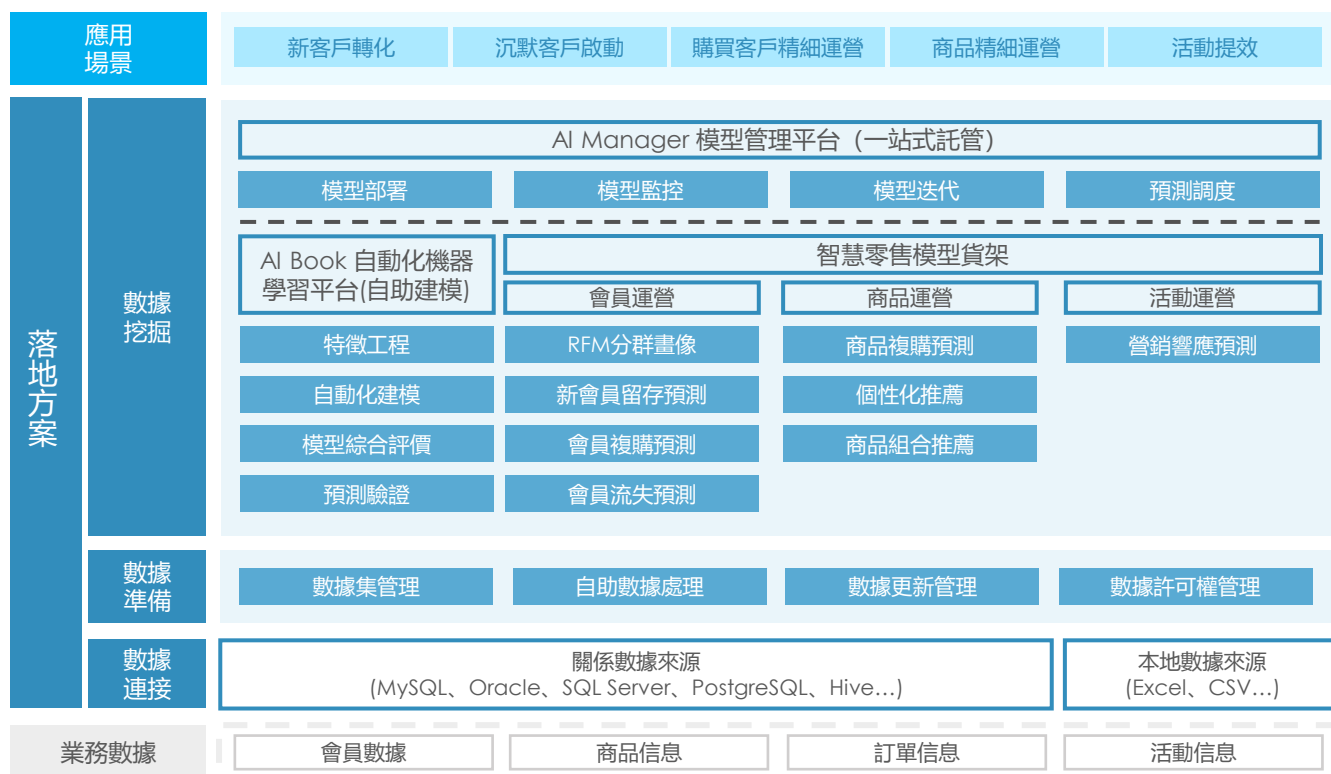 應用
場景
新客戶轉化
沉默客戶啟動
購買客戶精細運營
商品精細運營
活動提效
落地方案
數據
挖掘
AI Manager 模型管理平台（一站式託管）
模型部署
模型監控
模型迭代
預測調度
AI Book 自動化機器
學習平台(自助建模)
智慧零售模型貨架
會員運營
商品運營
活動運營
特徵工程
RFM分群畫像
商品複購預測
營銷響應預測
自動化建模
新會員留存預測
個性化推薦
模型綜合評價
會員複購預測
商品組合推薦
預測驗證
會員流失預測
數據
準備
數據集管理
自助數據處理
數據更新管理
數據許可權管理
數據
連接
關係數據來源
(MySQL、Oracle、SQL Server、PostgreSQL、Hive…)
本地數據來源
(Excel、CSV…)
業務數據
會員數據
商品信息
訂單信息
活動信息